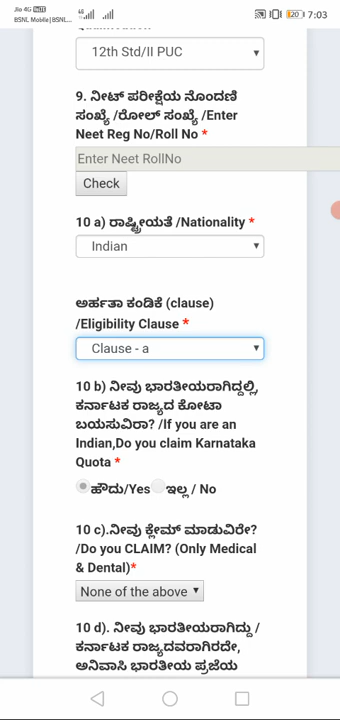 Jio 4G VoLTE
BSNL Mobile | BSNL...
4G
20
7:03
12th Std/II PUC
9. ನೀಟ್ ಪರೀಕ್ಷೆಯ ನೊಂದಣಿ
ಸಂಖ್ಯೆ /ರೋಲ್ ಸಂಖ್ಯೆ /Enter
Neet Reg No/Roll No *
Enter Neet RollNo
Check
10 a) ರಾಷ್ಟ್ರೀಯತೆ /Nationality *
Indian
ಅರ್ಹತಾ ಕಂಡಿಕೆ (clause)
/Eligibility Clause *
Clause - a
10 b) ನೀವು ಭಾರತೀಯರಾಗಿದ್ದಲ್ಲಿ,
ಕರ್ನಾಟಕ ರಾಜ್ಯದ ಕೋಟಾ
ಬಯಸುವಿರಾ? /If you are an
Indian,Do you claim Karnataka
Quota *
ಹೌದು/Yes ಇಲ್ಲ / No
10 c).ನೀವು ಕ್ಲೇಮ್ ಮಾಡುವಿರೇ?
/Do you CLAIM? (Only Medical
& Dental)*
None of the above
10 d). ನೀವು ಭಾರತೀಯರಾಗಿದ್ದು /
ಕರ್ನಾಟಕ ರಾಜ್ಯದವರಾಗಿರದೇ,
ಅನಿವಾಸಿ ಭಾರತೀಯ ಪ್ರಜೆಯ